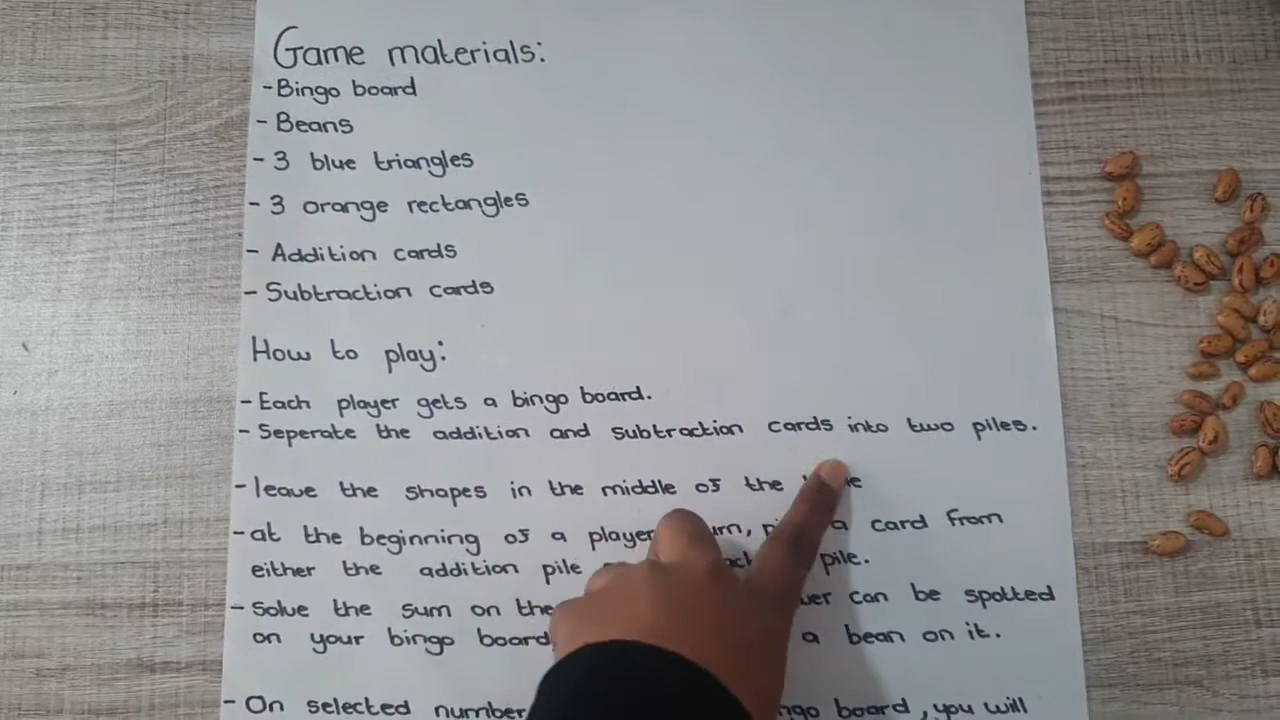 Game materials:
-Bingo board
- Beans
- 3 blue triangles
- 3 orange rectangles
- Addition cards
- Subtraction cards
How to play:
-Each player gets a bingo board.
- Seperate the addition and subtraction cards into two piles.
-leave the shapes in the middle of the
-at the beginning of a player a card from
either the addition pile pile.
- Solve the sum on the can be spotted
on your bingo board a bean on it.
- On selected number board, you will